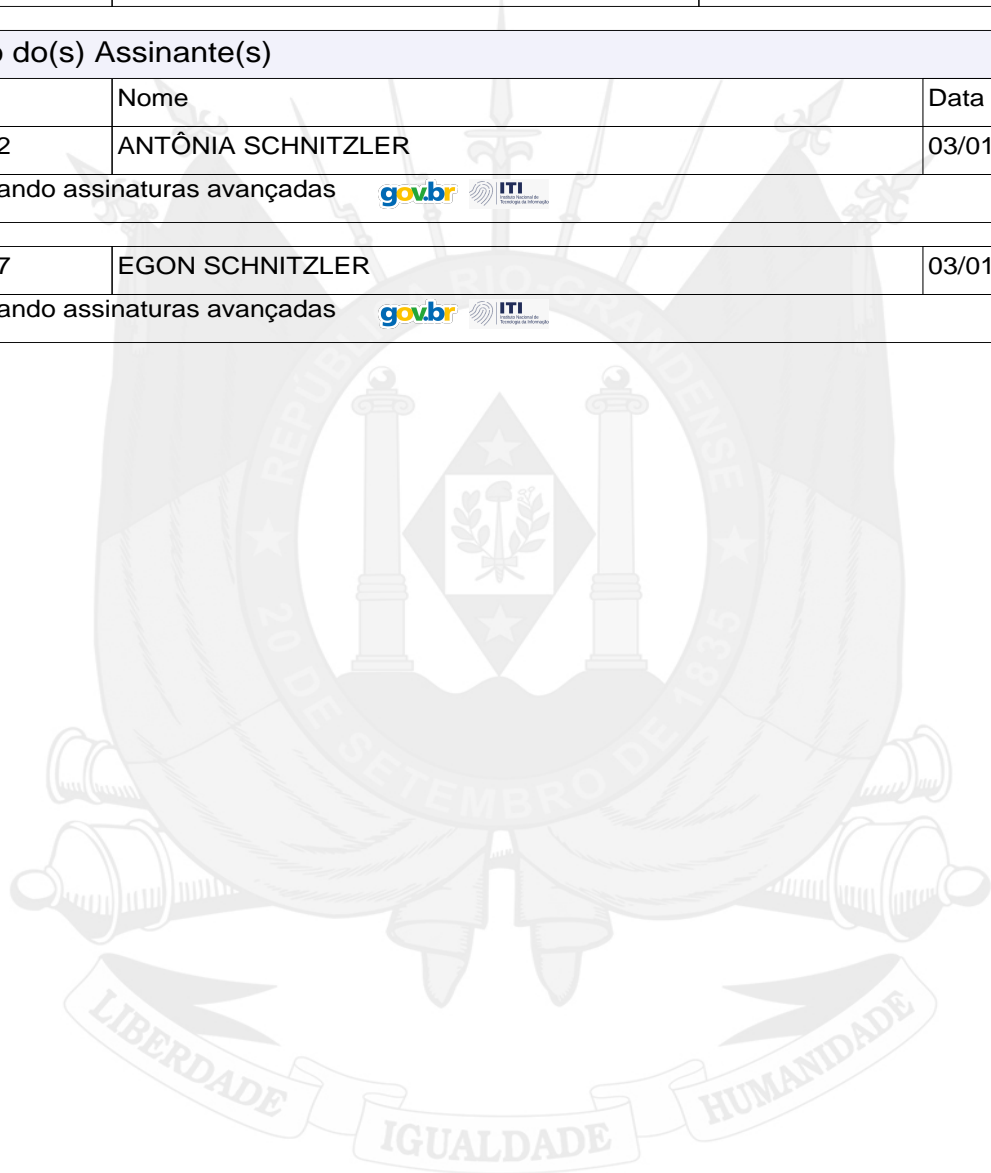 o do(s) Assinante(s)
Nome Data
2 ANTÔNIA SCHNITZLER 03/01
ando assinaturas avançadas gov.br ITI
7 EGON SCHNITZLER 03/01
ando assinaturas avançadas gov.br ITI
REPÚBLICA RIO-GRANDENSE
20 DE SETEMBRO DE 1835
LIBERDADE IGUALDADE HUMANIDADE